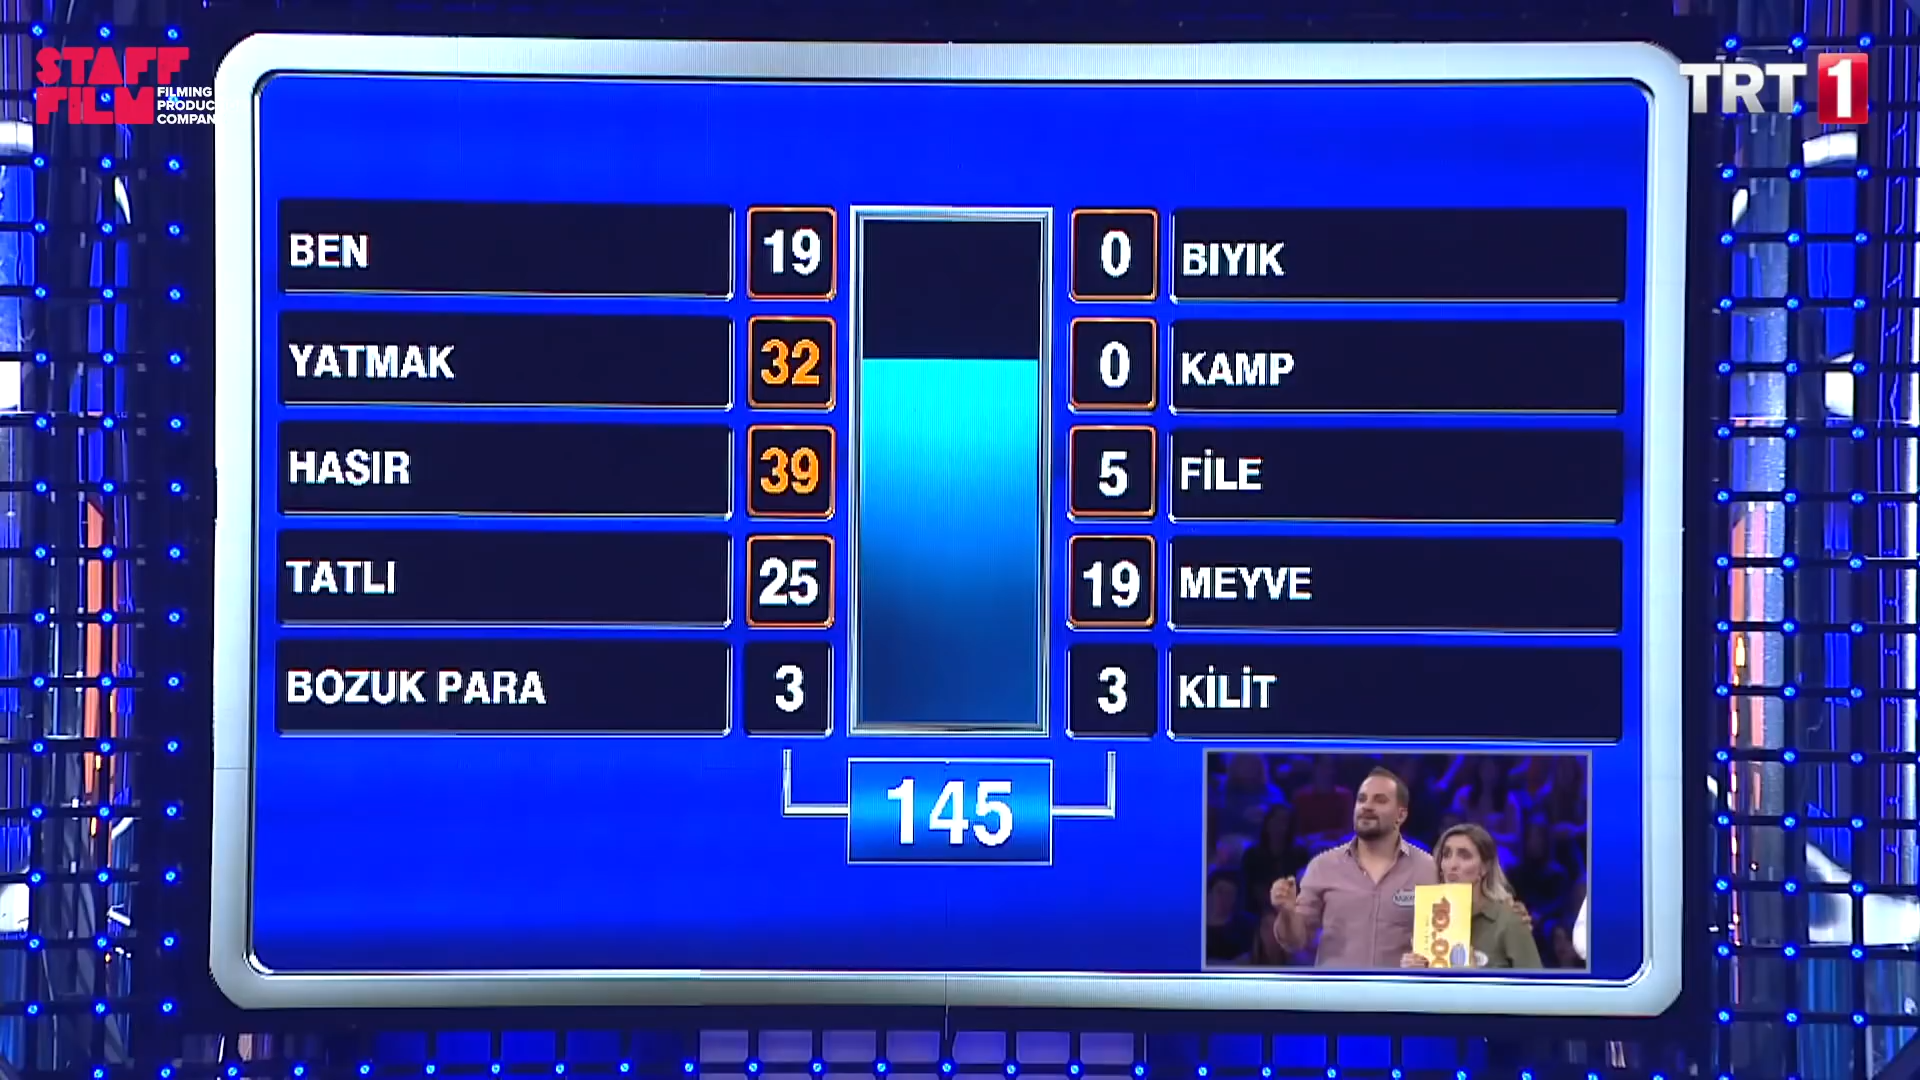 STAFF
FILM
FILMING
PRODUC
COMPAN
TRT 1
BEN 19
0 BIYIK
YATMAK 32
0 KAMP
HASIR 39
5 FİLE
TATLI 25
19 MEYVE
BOZUK PARA 3
3 KİLİT
145